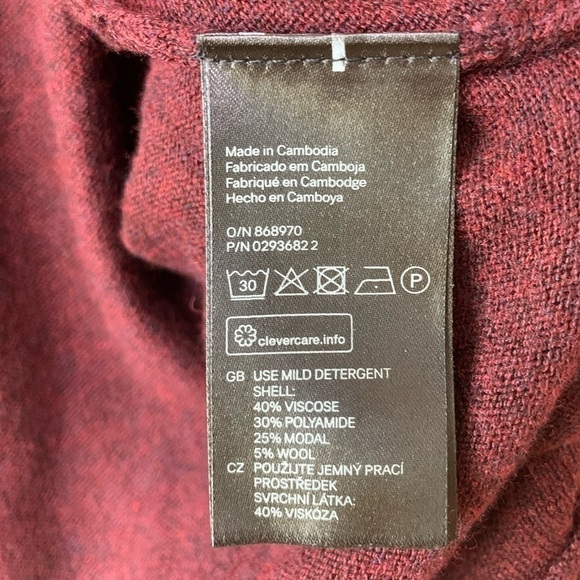 Made in Cambodia
Fabricado em Camboja
Fabriqué en Cambodge
Hecho en Camboya
O/N 868970
P/N 0293682 2
30 P
clevercare.info
GB USE MILD DETERGENT
SHELL:
40% VISCOSE
30% POLYAMIDE
25% MODAL
5% WOOL
CZ POUŽIJTE JEMNÝ PRACÍ
PROSTŘEDEK
SVRCHNÍ LÁTKA:
40% VISKÓZA